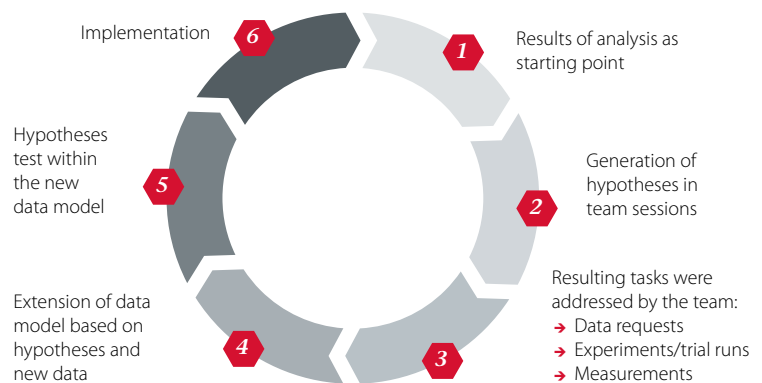 1
Results of analysis as
starting point
2
Generation of
hypotheses in
team sessions
3
Resulting tasks were
addressed by the team:
→ Data requests
→ Experiments/trial runs
→ Measurements
4
Extension of data
model based on
hypotheses and
new data
5
Hypotheses
test within
the new
data model
6
Implementation